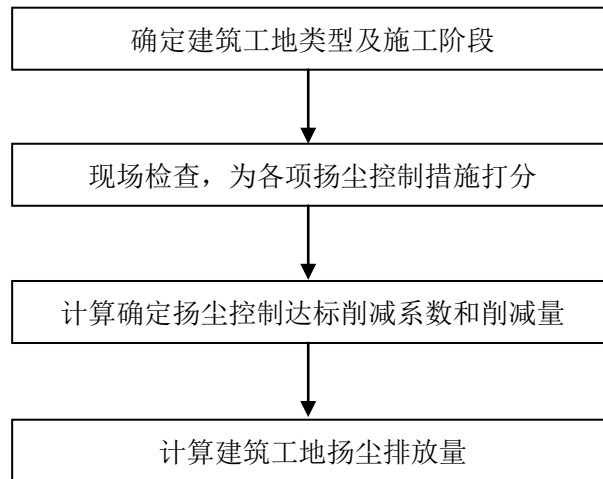 确定建筑工地类型及施工阶段
现场检查，为各项扬尘控制措施打分
计算确定扬尘控制达标削减系数和削减量
计算建筑工地扬尘排放量